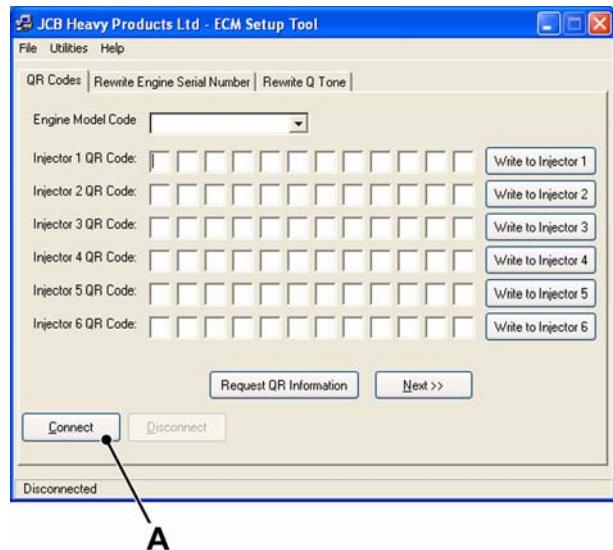 JCB Heavy Products Ltd - ECM Setup Tool
File Utilities Help
QR Codes Rewrite Engine Serial Number Rewrite Q Tone
Engine Model Code
Injector 1 QR Code: Write to Injector 1
Injector 2 QR Code: Write to Injector 2
Injector 3 QR Code: Write to Injector 3
Injector 4 QR Code: Write to Injector 4
Injector 5 QR Code: Write to Injector 5
Injector 6 QR Code: Write to Injector 6
Request QR Information Next >>
Connect Disconnect
Disconnected
A